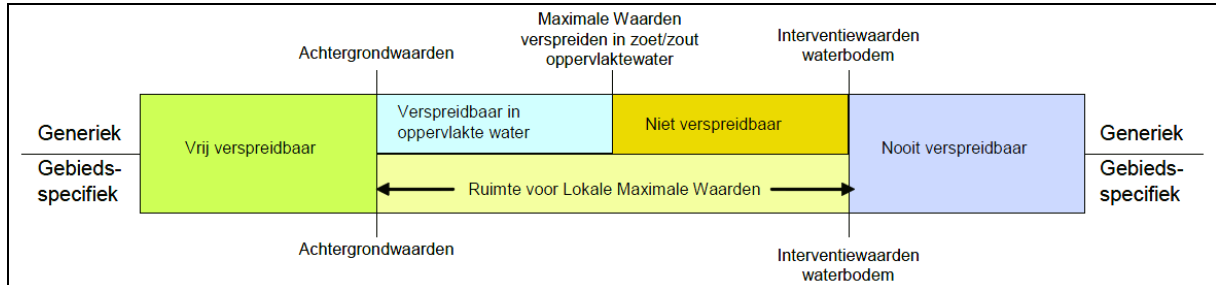 Maximale Waarden
verspreiden in zoet/zout
oppervlaktewater
Achtergrondwaarden
Interventiewaarden
waterbodem
Generiek
Gebieds-
specifiek
Vrij verspreidbaar
Verspreidbaar in
oppervlakte water
Niet verspreidbaar
Ruimte voor Lokale Maximale Waarden
Nooit verspreidbaar
Generiek
Gebieds-
specifiek
Achtergrondwaarden
Interventiewaarden
waterbodem